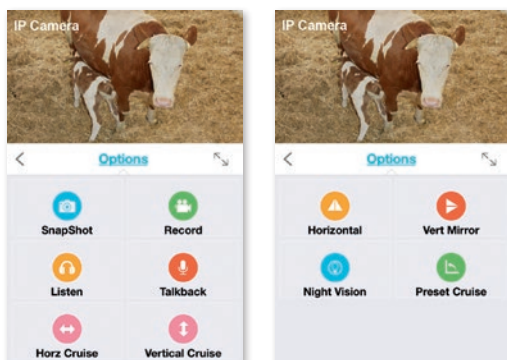 IP Camera
Options
SnapShot
Record
Listen
Talkback
Horz Cruise
Vertical Cruise
IP Camera
Options
Horizontal
Vert Mirror
Night Vision
Preset Cruise